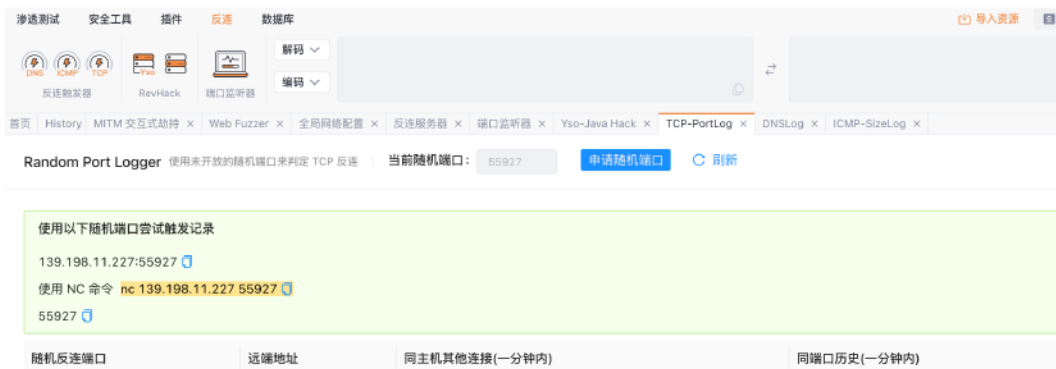 渗透测试 安全工具 插件 反连 数据库 导入资源
DNS ICMP TCP Yso 解码
反连触发器 RevHack 端口监听器 编码
首页 History MITM 交互式劫持 × Web Fuzzer × 全局网络配置 × 反连服务器 × 端口监听器 × Yso-Java Hack × TCP-PortLog × DNSLog × ICMP-SizeLog ×
Random Port Logger 使用未开放的随机端口来判定 TCP 反连 当前随机端口: 55927 申请随机端口 刷新
使用以下随机端口尝试触发记录
139.198.11.227:55927
使用 NC 命令 nc 139.198.11.227 55927
55927
随机反连端口 远端地址 同主机其他连接(一分钟内) 同端口历史(一分钟内)